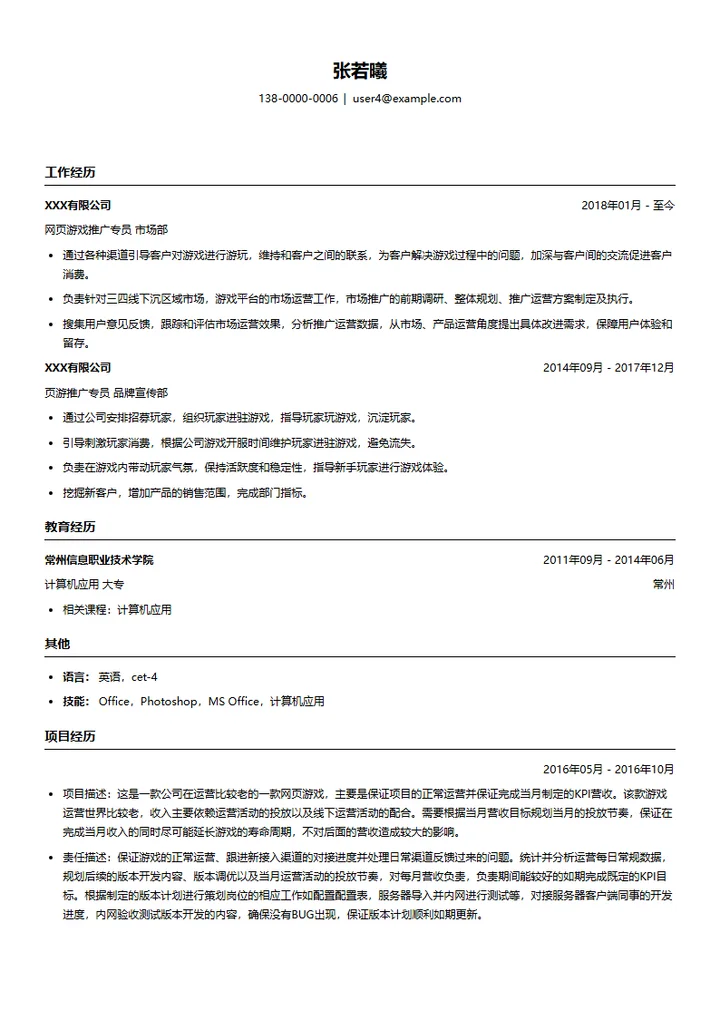 张若曦
138-0000-0006 | user4@example.com
工作经历
XXX有限公司 2018年01月 - 至今
网页游戏推广专员 市场部
• 通过各种渠道引导客户对游戏进行游玩，维持和客户之间的联系，为客户解决游戏过程中的问题，加深与客户间的交流促进客户
消费。
• 负责针对三四线下沉区域市场，游戏平台的市场运营工作，市场推广的前期调研、整体规划、推广运营方案制定及执行。
• 搜集用户意见反馈，跟踪和评估市场运营效果，分析推广运营数据，从市场、产品运营角度提出具体改进需求，保障用户体验和
留存。
XXX有限公司 2014年09月 - 2017年12月
页游推广专员 品牌宣传部
• 通过公司安排招募玩家，组织玩家进驻游戏，指导玩家玩游戏，沉淀玩家。
• 引导刺激玩家消费，根据公司游戏开服时间维护玩家进驻游戏，避免流失。
• 负责在游戏内带动玩家气氛，保持活跃度和稳定性，指导新手玩家进行游戏体验。
• 挖掘新客户，增加产品的销售范围，完成部门指标。
教育经历
常州信息职业技术学院 2011年09月 - 2014年06月
计算机应用 大专 常州
• 相关课程：计算机应用
其他
• 语言： 英语，cet-4
• 技能： Office，Photoshop，MS Office，计算机应用
项目经历
2016年05月 - 2016年10月
• 项目描述：这是一款公司在运营比较老的一款网页游戏，主要是保证项目的正常运营并保证完成当月制定的KPI营收。该款游戏
运营世界比较老，收入主要依赖运营活动的投放以及线下运营活动的配合。需要根据当月营收目标规划当月的投放节奏，保证在
完成当月收入的同时尽可能延长游戏的寿命周期，不对后面的营收造成较大的影响。
• 责任描述：保证游戏的正常运营、跟进新接入渠道的对接进度并处理日常渠道反馈过来的问题。统计并分析运营每日常规数据，
规划后续的版本开发内容、版本调优以及当月运营活动的投放节奏，对每月营收负责，负责期间能较好的如期完成既定的KPI目
标。根据制定的版本计划进行策划岗位的相应工作如配置配置表，服务器导入并内网进行测试等，对接服务器客户端同事的开发
进度，内网验收测试版本开发的内容，确保没有BUG出现，保证版本计划顺利如期更新。